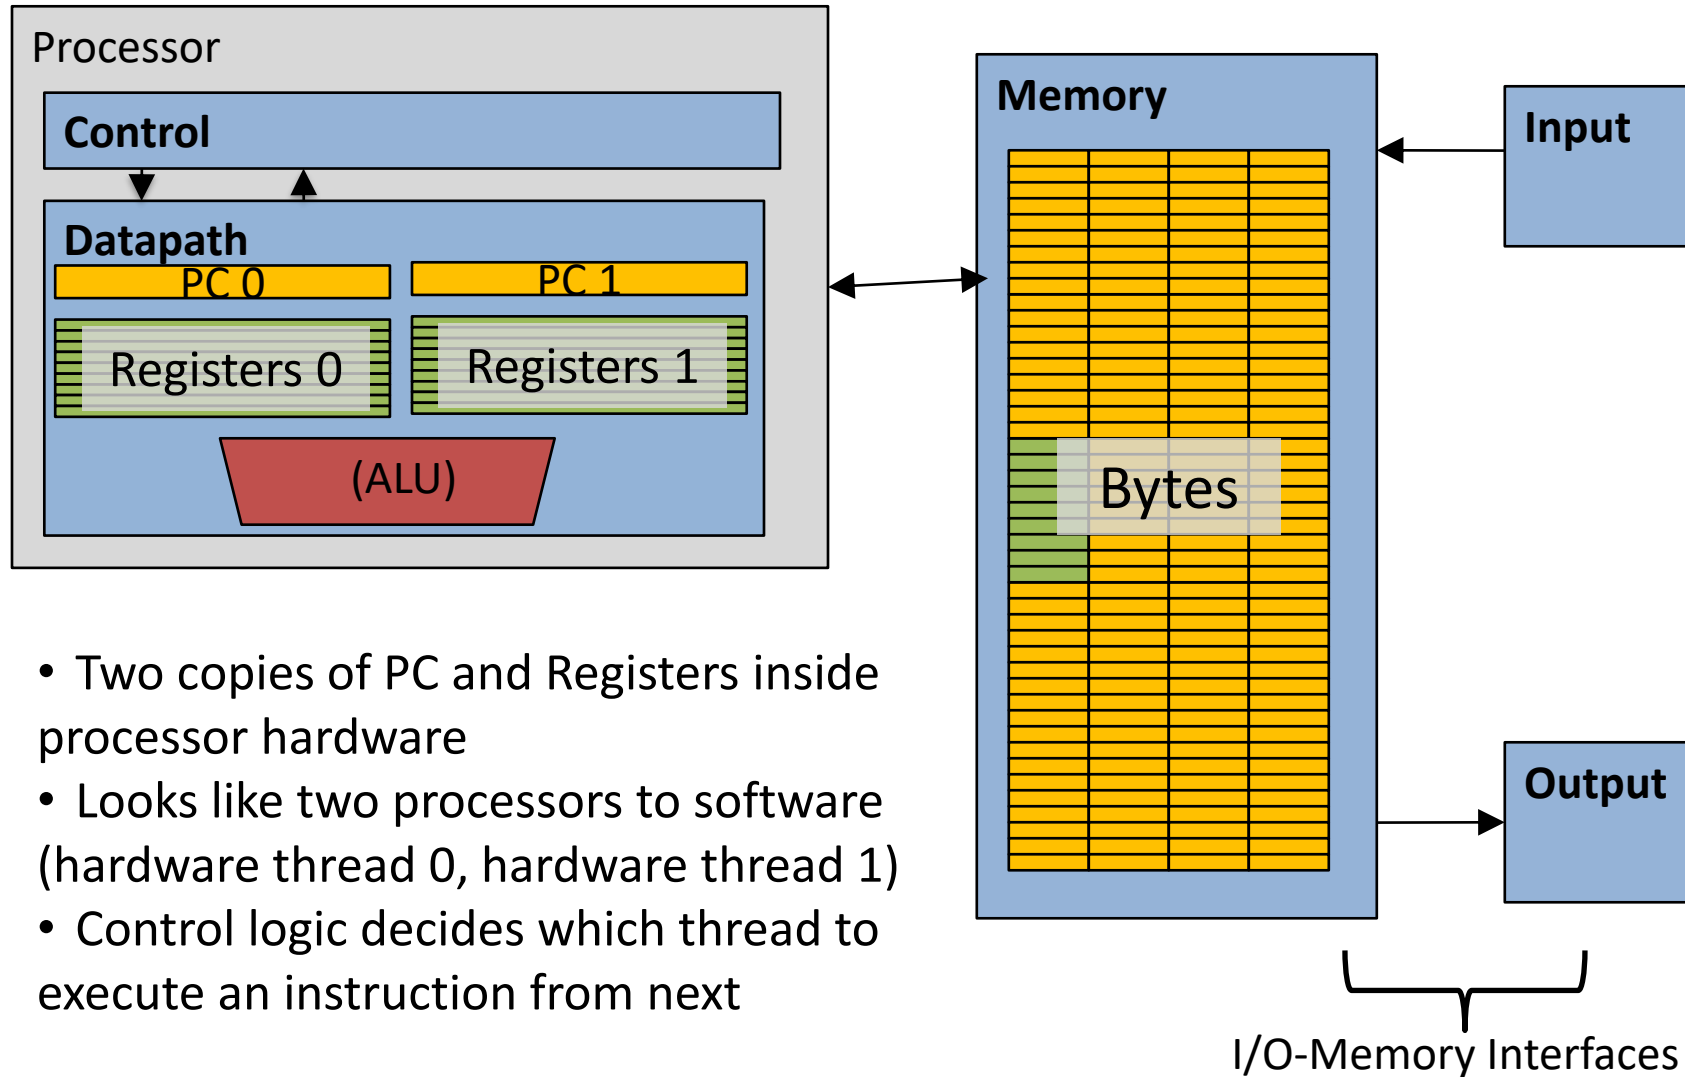 Processor
Control
Datapath
PC 0
PC 1
Registers 0
Registers 1
(ALU)
Memory
Bytes
Input
Output
I/O-Memory Interfaces
• Two copies of PC and Registers inside
processor hardware
• Looks like two processors to software
(hardware thread 0, hardware thread 1)
• Control logic decides which thread to
execute an instruction from next